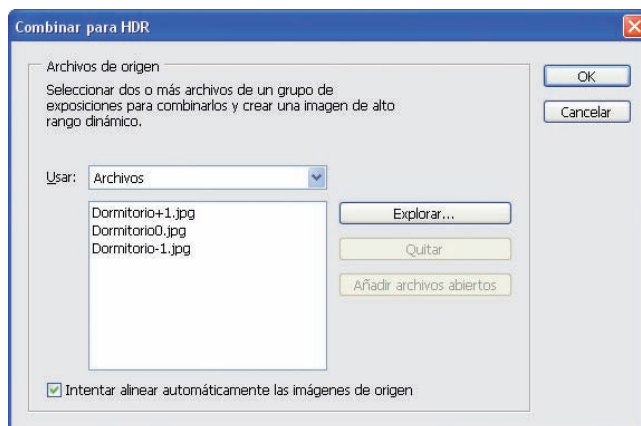 Combinar para HDR
Archivos de origen
Seleccionar dos o más archivos de un grupo de
exposiciones para combinarlos y crear una imagen de alto
rango dinámico.
OK
Cancelar
Usar: Archivos
Dormitorio+1.jpg
Dormitorio0.jpg
Dormitorio-1.jpg
Explorar...
Quitar
Añadir archivos abiertos
Intentar alinear automáticamente las imágenes de origen